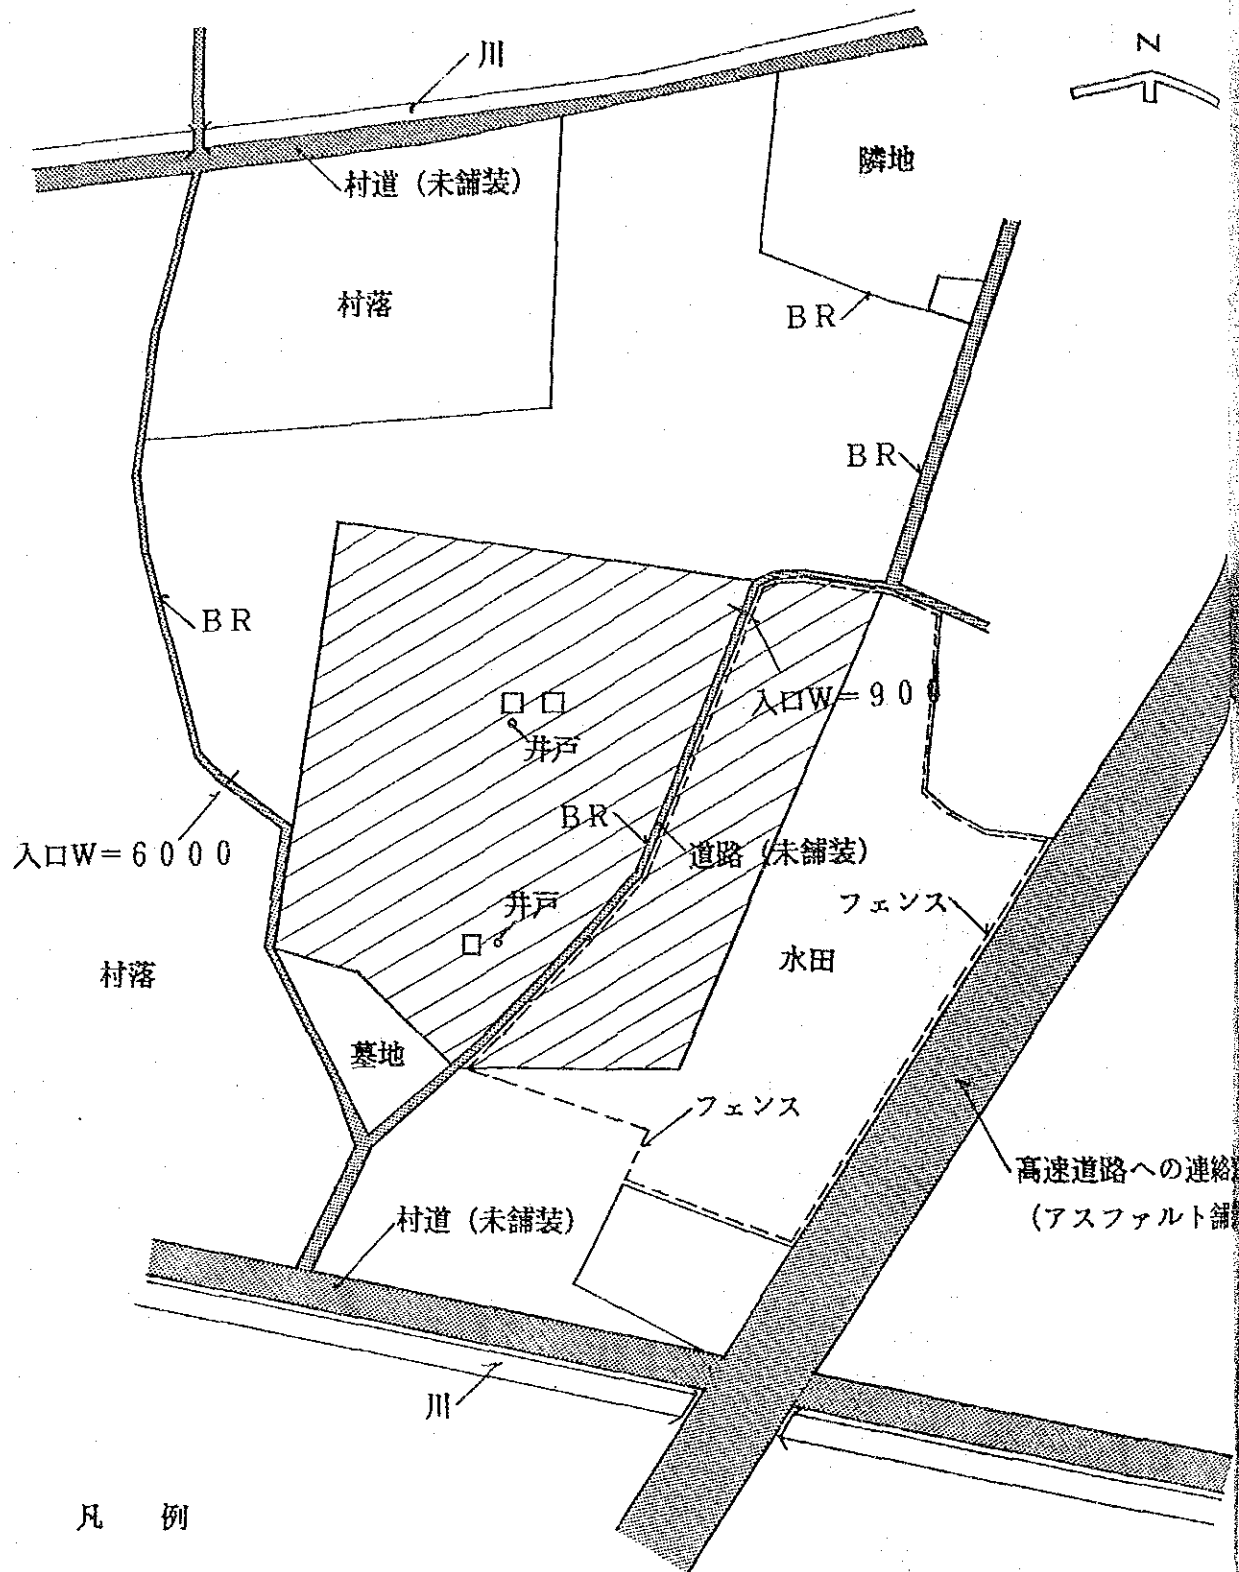 N
川
村道（未舗装）
隣地
村落
BR
BR
BR
入口W=900
井戸
BR
道路（未舗装）
入口W=6000
井戸
フェンス
村落
水田
墓地
フェンス
高速道路への連絡
（アスファルト舗
村道（未舗装）
川
凡 例